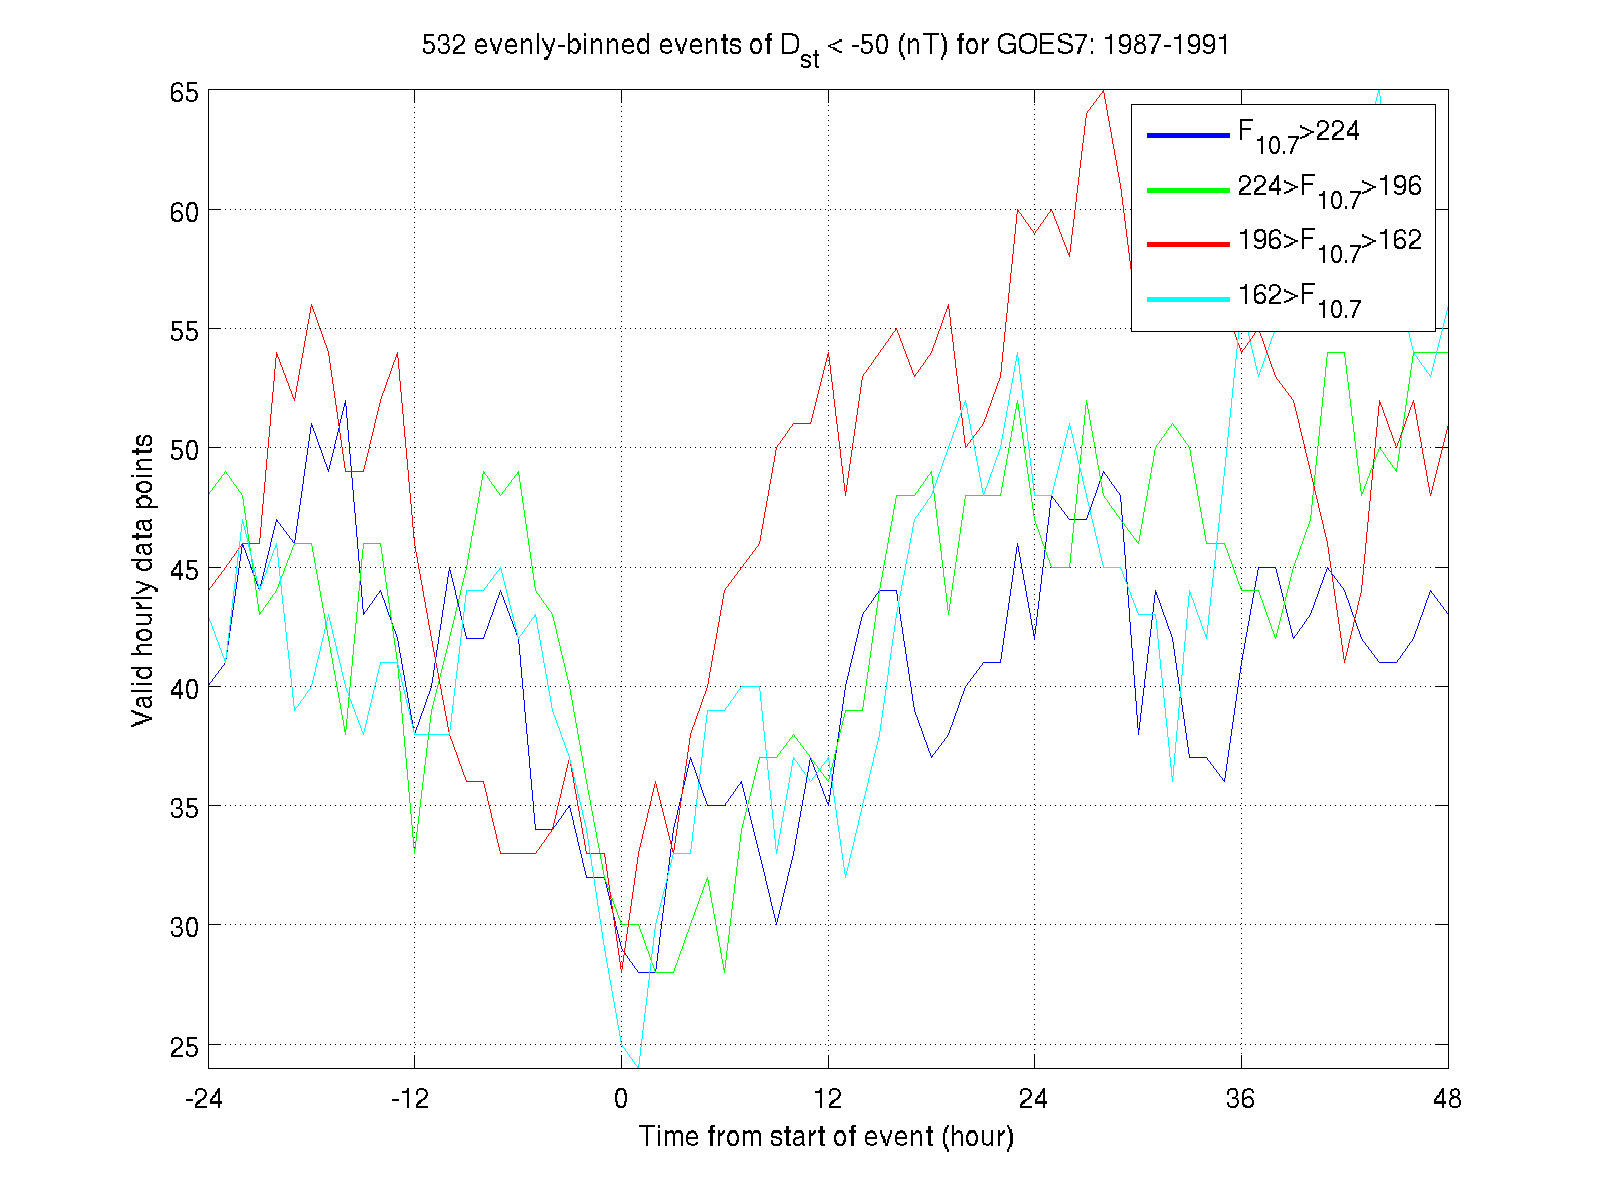 532 evenly-binned events of Dst < -50 (nT) for GOES7: 1987-1991
65
60
55
50
45
40
35
30
25
Valid hourly data points
F10.7>224
224>F10.7>196
196>F10.7>162
162>F10.7
-24 -12 0 12 24 36 48
Time from start of event (hour)